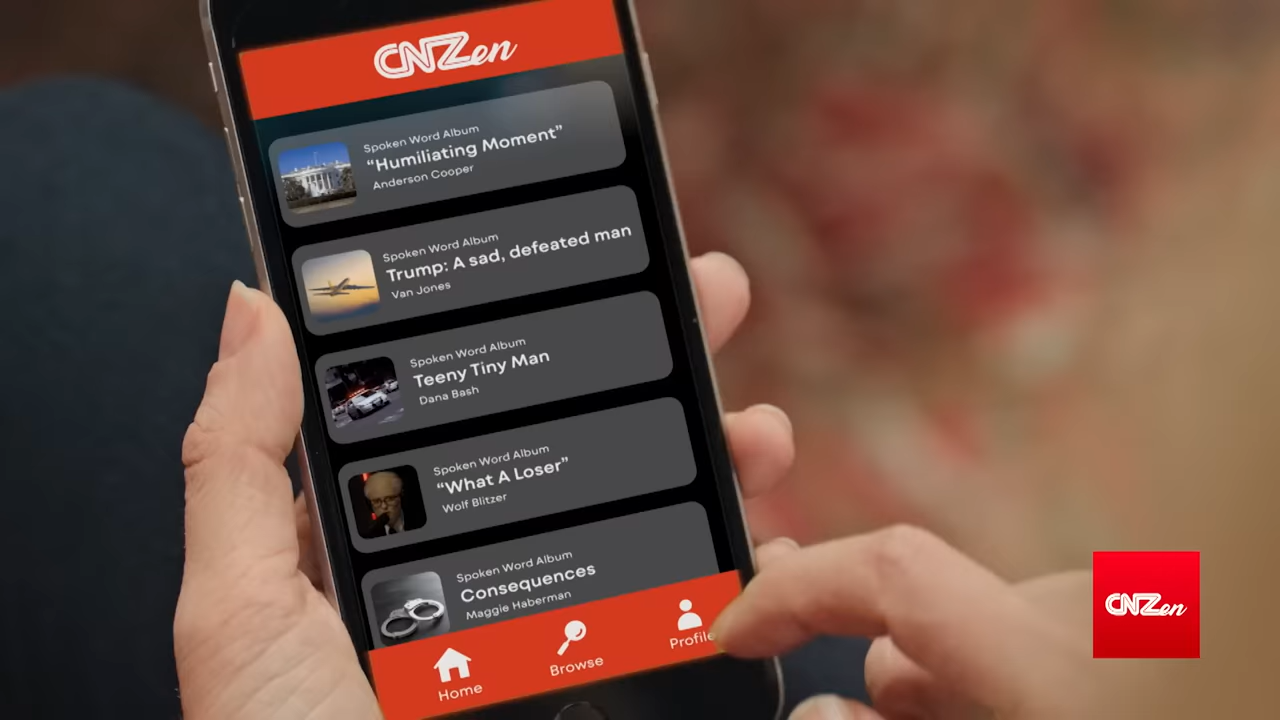 CNZen
Spoken Word Album
“Humiliating Moment”
Anderson Cooper
Spoken Word Album
Trump: A sad, defeated man
Van Jones
Spoken Word Album
Teeny Tiny Man
Dana Bash
Spoken Word Album
“What A Loser”
Wolf Blitzer
Spoken Word Album
Consequences
Maggie Haberman
Home
Browse
Profile
CNZen